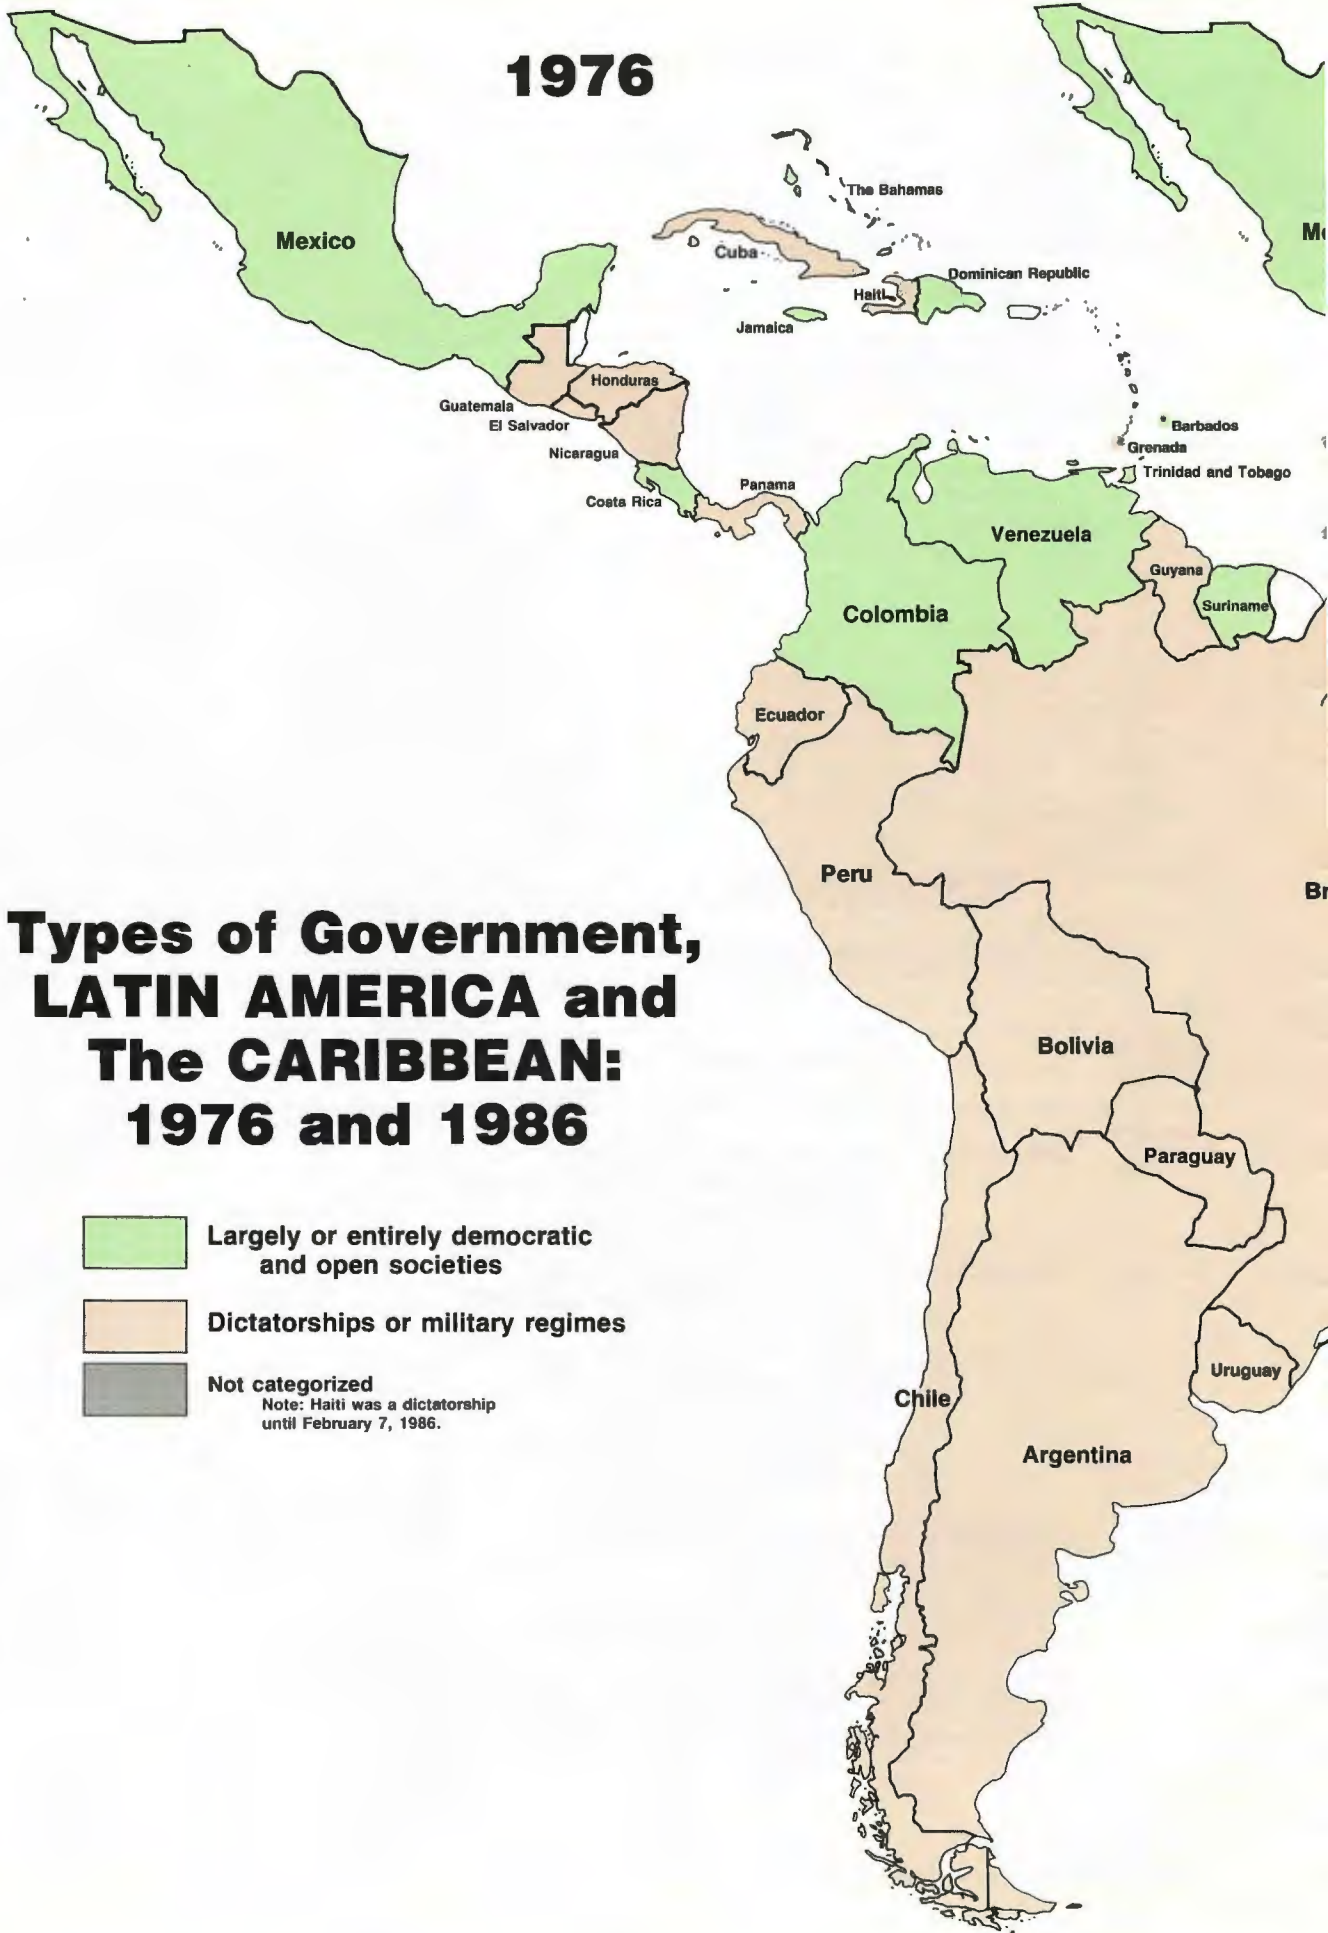 1976
The Bahamas
Mexico
Me
Cuba
Dominican Republic
Haiti
Jamaica
Honduras
Guatemala
El Salvador
Barbados
Grenada
Nicaragua
Trinidad and Tobago
Panama
Costa Rica
Venezuela
Guyana
Suriname
Colombia
Ecuador
Peru
Br
Types of Government,
LATIN AMERICA and
The CARIBBEAN:
1976 and 1986
Bolivia
Paraguay
Largely or entirely democratic
and open societies
Dictatorships or military regimes
Uruguay
Not categorized
Note: Haiti was a dictatorship
until February 7, 1986.
Chile
Argentina